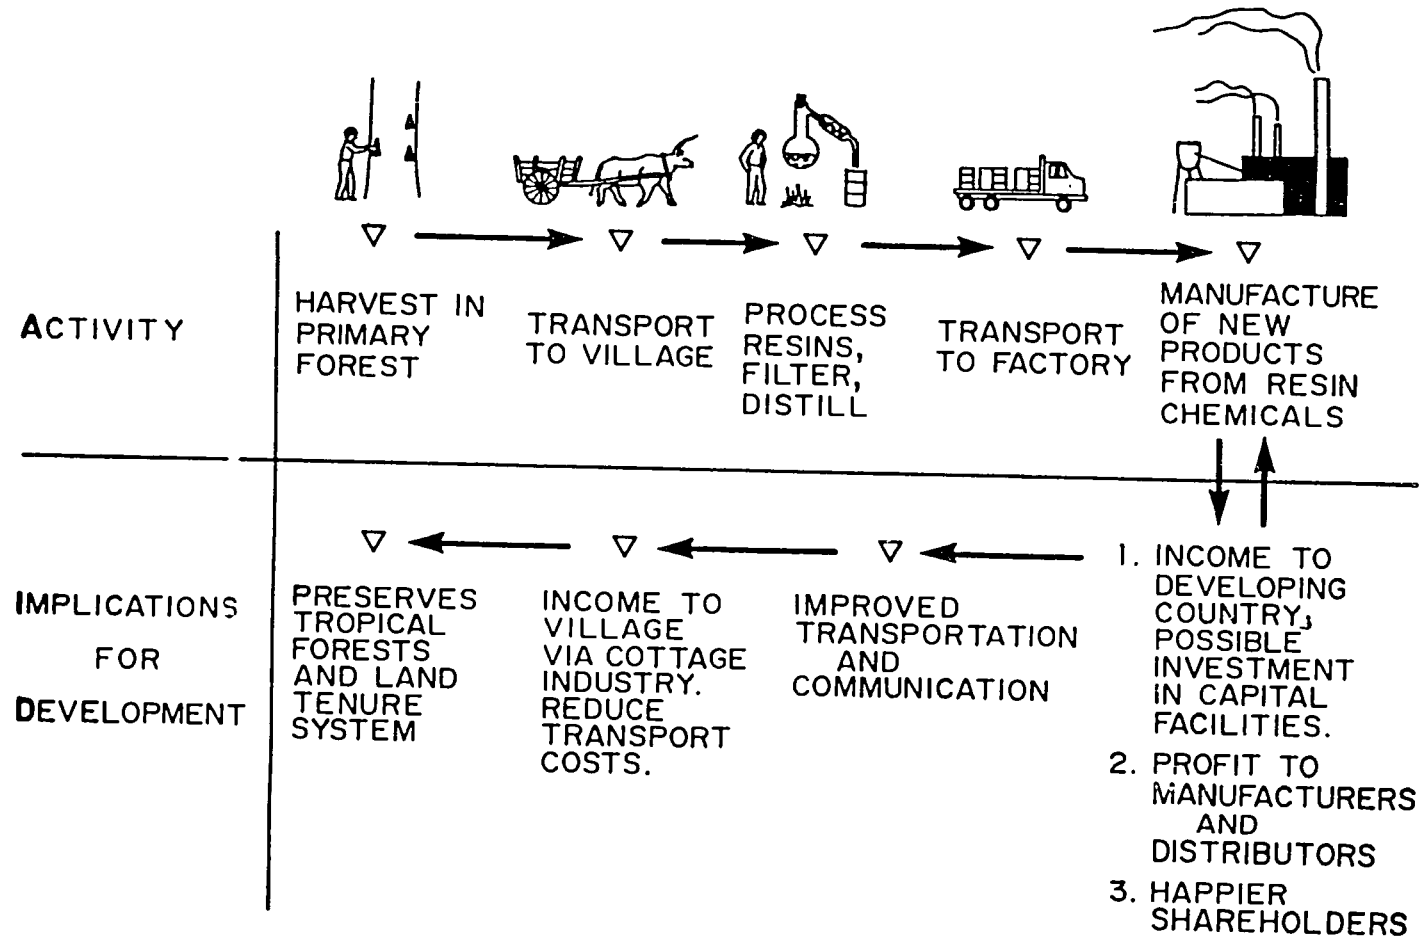 ACTIVITY
HARVEST IN
PRIMARY
FOREST
TRANSPORT
TO VILLAGE
PROCESS
RESINS,
FILTER,
DISTILL
TRANSPORT
TO FACTORY
MANUFACTURE
OF NEW
PRODUCTS
FROM RESIN
CHEMICALS
IMPLICATIONS
FOR
DEVELOPMENT
PRESERVES
TROPICAL
FORESTS
AND LAND
TENURE
SYSTEM
INCOME TO
VILLAGE
VIA COTTAGE
INDUSTRY.
REDUCE
TRANSPORT
COSTS.
IMPROVED
TRANSPORTATION
AND
COMMUNICATION
1. INCOME TO
DEVELOPING
COUNTRY;
POSSIBLE
INVESTMENT
IN CAPITAL
FACILITIES.
2. PROFIT TO
MANUFACTURERS
AND
DISTRIBUTORS
3. HAPPIER
SHAREHOLDERS